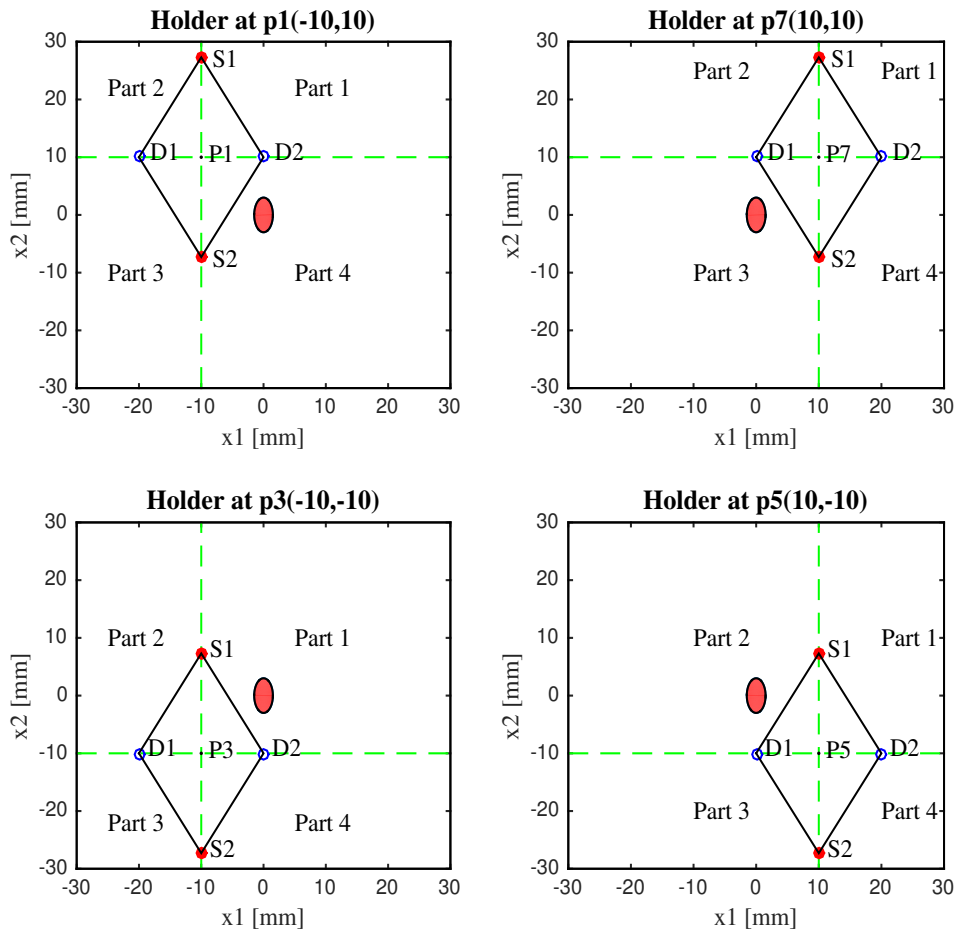 Holder at p1(-10,10)
30
20
10
0
-10
-20
-30
-30 -20 -10 0 10 20 30
x2 [mm]
x1 [mm]
Part 2
S1
Part 1
D1
P1
D2
S2
Part 3
Part 4
Holder at p7(10,10)
30
20
10
0
-10
-20
-30
-30 -20 -10 0 10 20 30
x2 [mm]
x1 [mm]
Part 2
S1
Part 1
D1
P7
D2
S2
Part 3
Part 4
Holder at p3(-10,-10)
30
20
10
0
-10
-20
-30
-30 -20 -10 0 10 20 30
x2 [mm]
x1 [mm]
Part 2
S1
Part 1
D1
P3
D2
Part 3
Part 4
S2
Holder at p5(10,-10)
30
20
10
0
-10
-20
-30
-30 -20 -10 0 10 20 30
x2 [mm]
x1 [mm]
Part 2
S1
Part 1
D1
P5
D2
Part 3
Part 4
S2